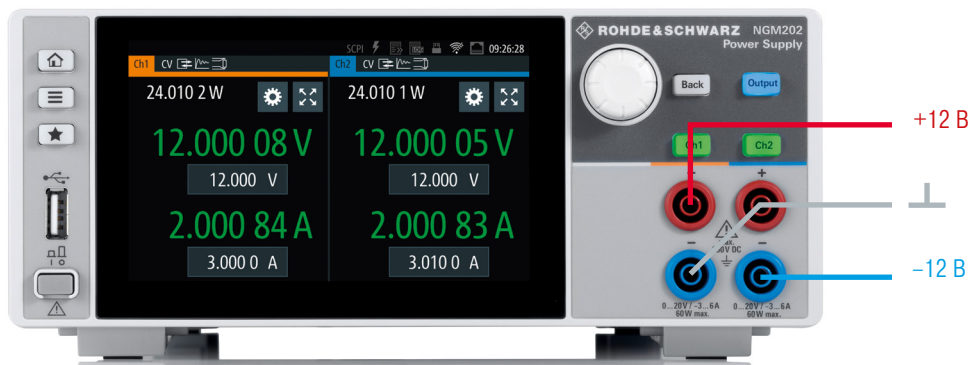 ROHDE&SCHWARZ NGM202
Power Supply
SCPI 09:26:28
Ch1 CV
Ch2 CV
24.010 2 W
24.010 1 W
12.000 08 V
12.000 05 V
12.000 V
12.000 V
2.000 84 A
2.000 83 A
3.000 0 A
3.010 0 A
Back
Output
Ch1
Ch2
+ +
- -
max.
V DC
0...20V / -3...6A
60W max.
0...20V / -3...6A
60W max.
+12 В
–12 В